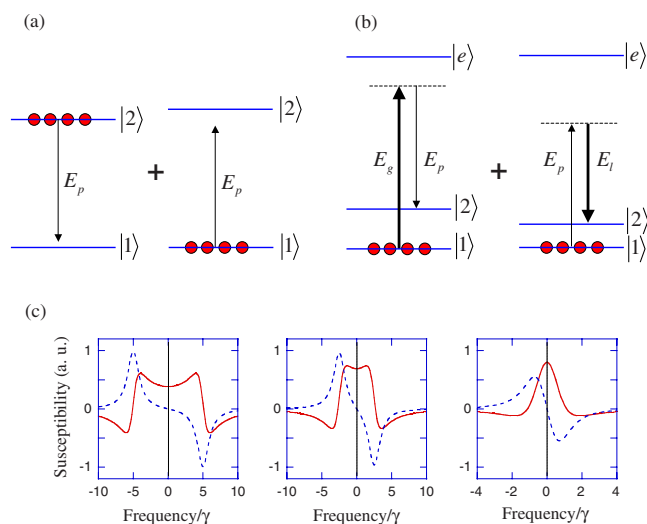 (a)
(b)
|e⟩
|e⟩
|2⟩
|2⟩
E_p
+
E_p
E_g
E_p
+
E_p
E_l
|2⟩
|2⟩
|1⟩
|1⟩
|1⟩
|1⟩
(c)
Susceptibility (a. u.)
1
0
-1
-10 -5 0 5 10
Frequency/γ
1
0
-1
-10 -5 0 5 10
Frequency/γ
1
0
-1
-4 -2 0 2 4
Frequency/γ